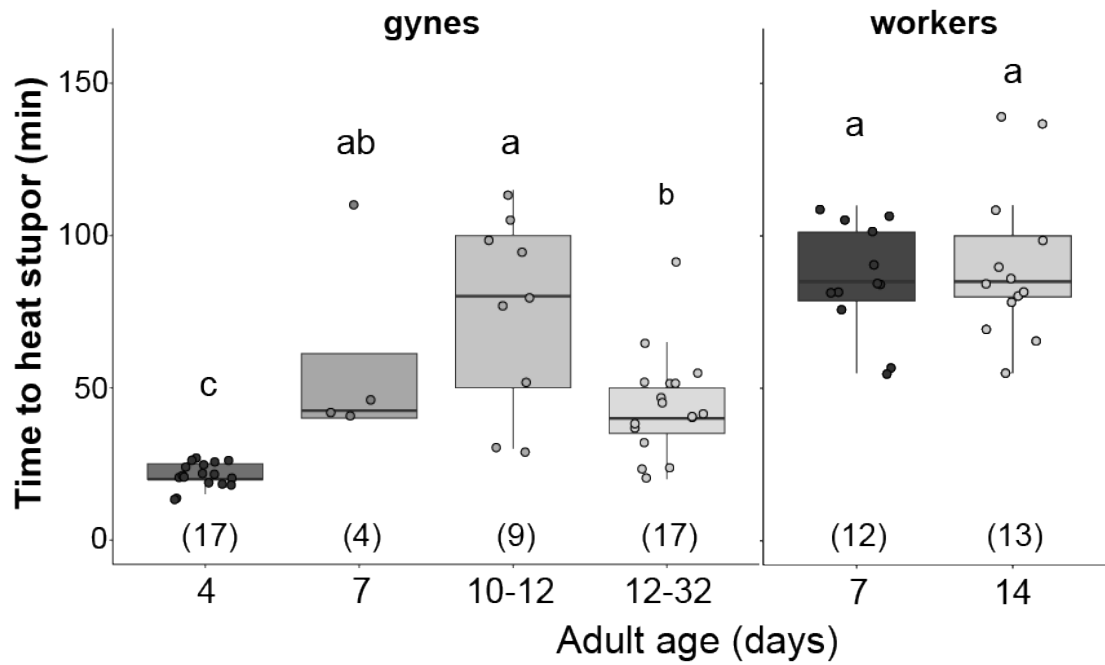 gynes workers
Time to heat stupor (min)
150
100
50
0
c
ab
a
b
a
a
(17) (4) (9) (17) (12) (13)
4 7 10-12 12-32 7 14
Adult age (days)